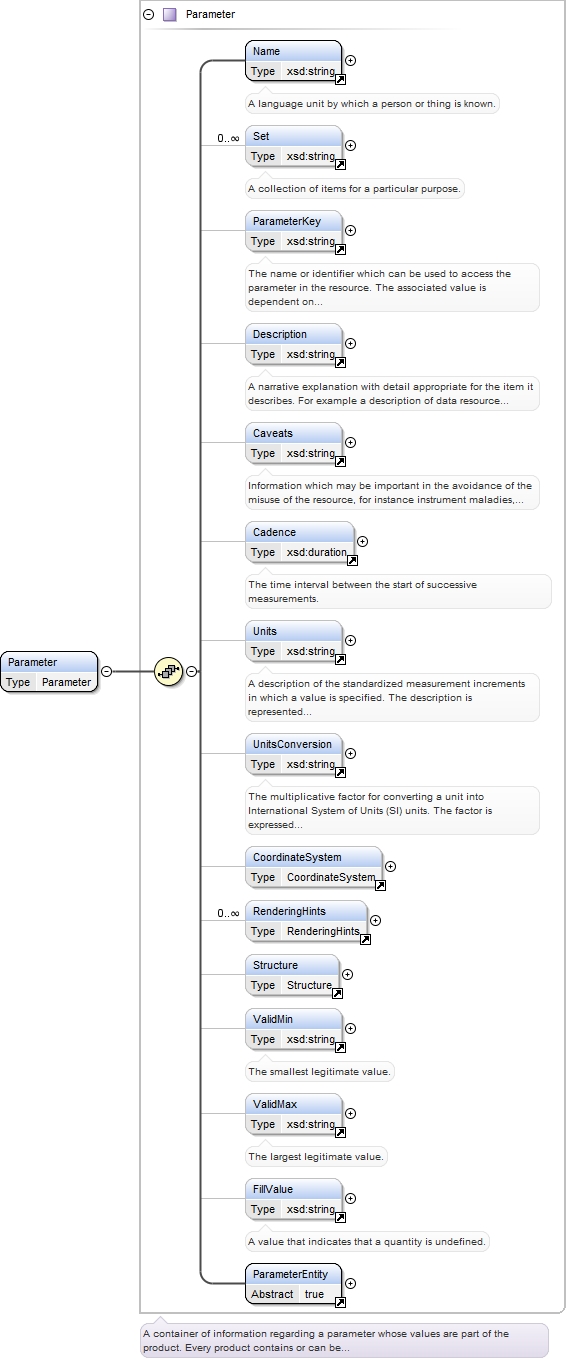 Parameter
Name
Type xsd:string
A language unit by which a person or thing is known.
0..∞
Set
Type xsd:string
A collection of items for a particular purpose.
ParameterKey
Type xsd:string
The name or identifier which can be used to access the
parameter in the resource. The associated value is
dependent on...
Description
Type xsd:string
A narrative explanation with detail appropriate for the item it
describes. For example a description of data resource...
Caveats
Type xsd:string
Information which may be important in the avoidance of the
misuse of the resource, for instance instrument maladies,...
Cadence
Type xsd:duration
The time interval between the start of successive
measurements.
Units
Type xsd:string
Parameter
Type Parameter
A description of the standardized measurement increments
in which a value is specified. The description is
represented...
UnitsConversion
Type xsd:string
The multiplicative factor for converting a unit into
International System of Units (SI) units. The factor is
expressed...
CoordinateSystem
Type CoordinateSystem
0..∞
RenderingHints
Type RenderingHints
Structure
Type Structure
ValidMin
Type xsd:string
The smallest legitimate value.
ValidMax
Type xsd:string
The largest legitimate value.
FillValue
Type xsd:string
A value that indicates that a quantity is undefined.
ParameterEntity
Abstract true
A container of information regarding a parameter whose values are part of the
product. Every product contains or can be...